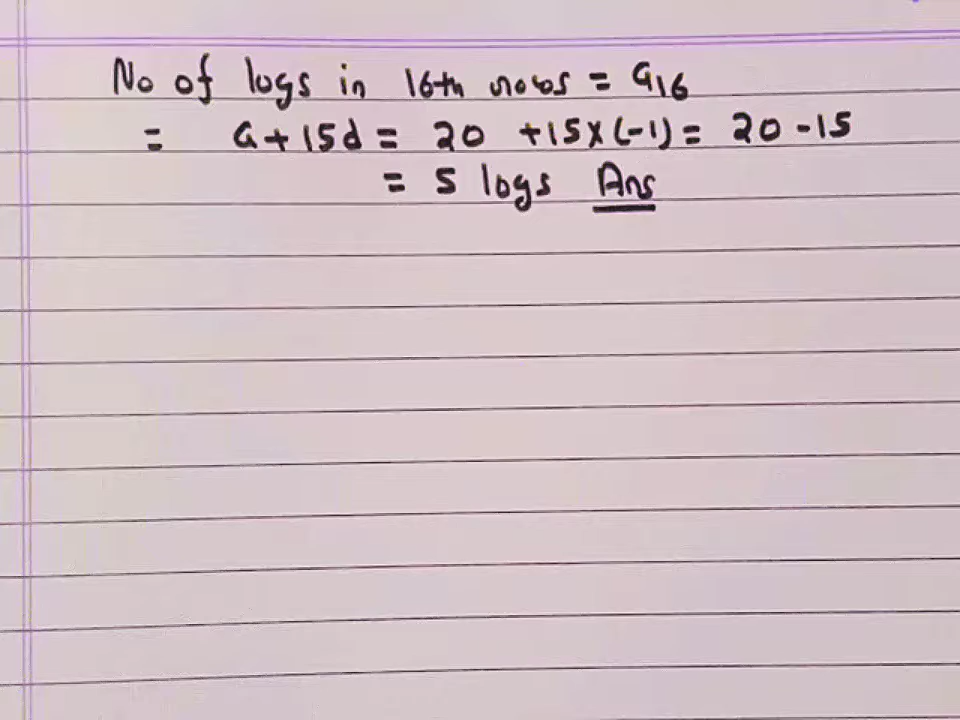 No of logs in 16th rows = a₁₆
= a + 15d = 20 + 15 × (-1) = 20 - 15
= 5 logs Ans